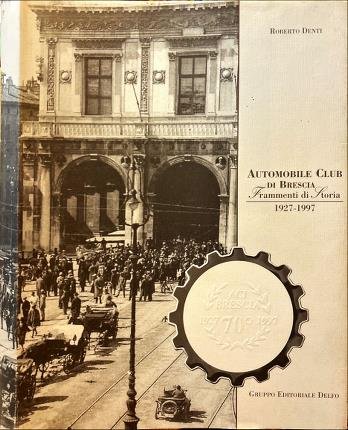 ROBERTO DENTI
AUTOMOBILE CLUB
DI BRESCIA
Frammenti di Storia
1927-1997
ACI
BRESCIA
1927 70° 1997
GRUPPO EDITORIALE DELFO